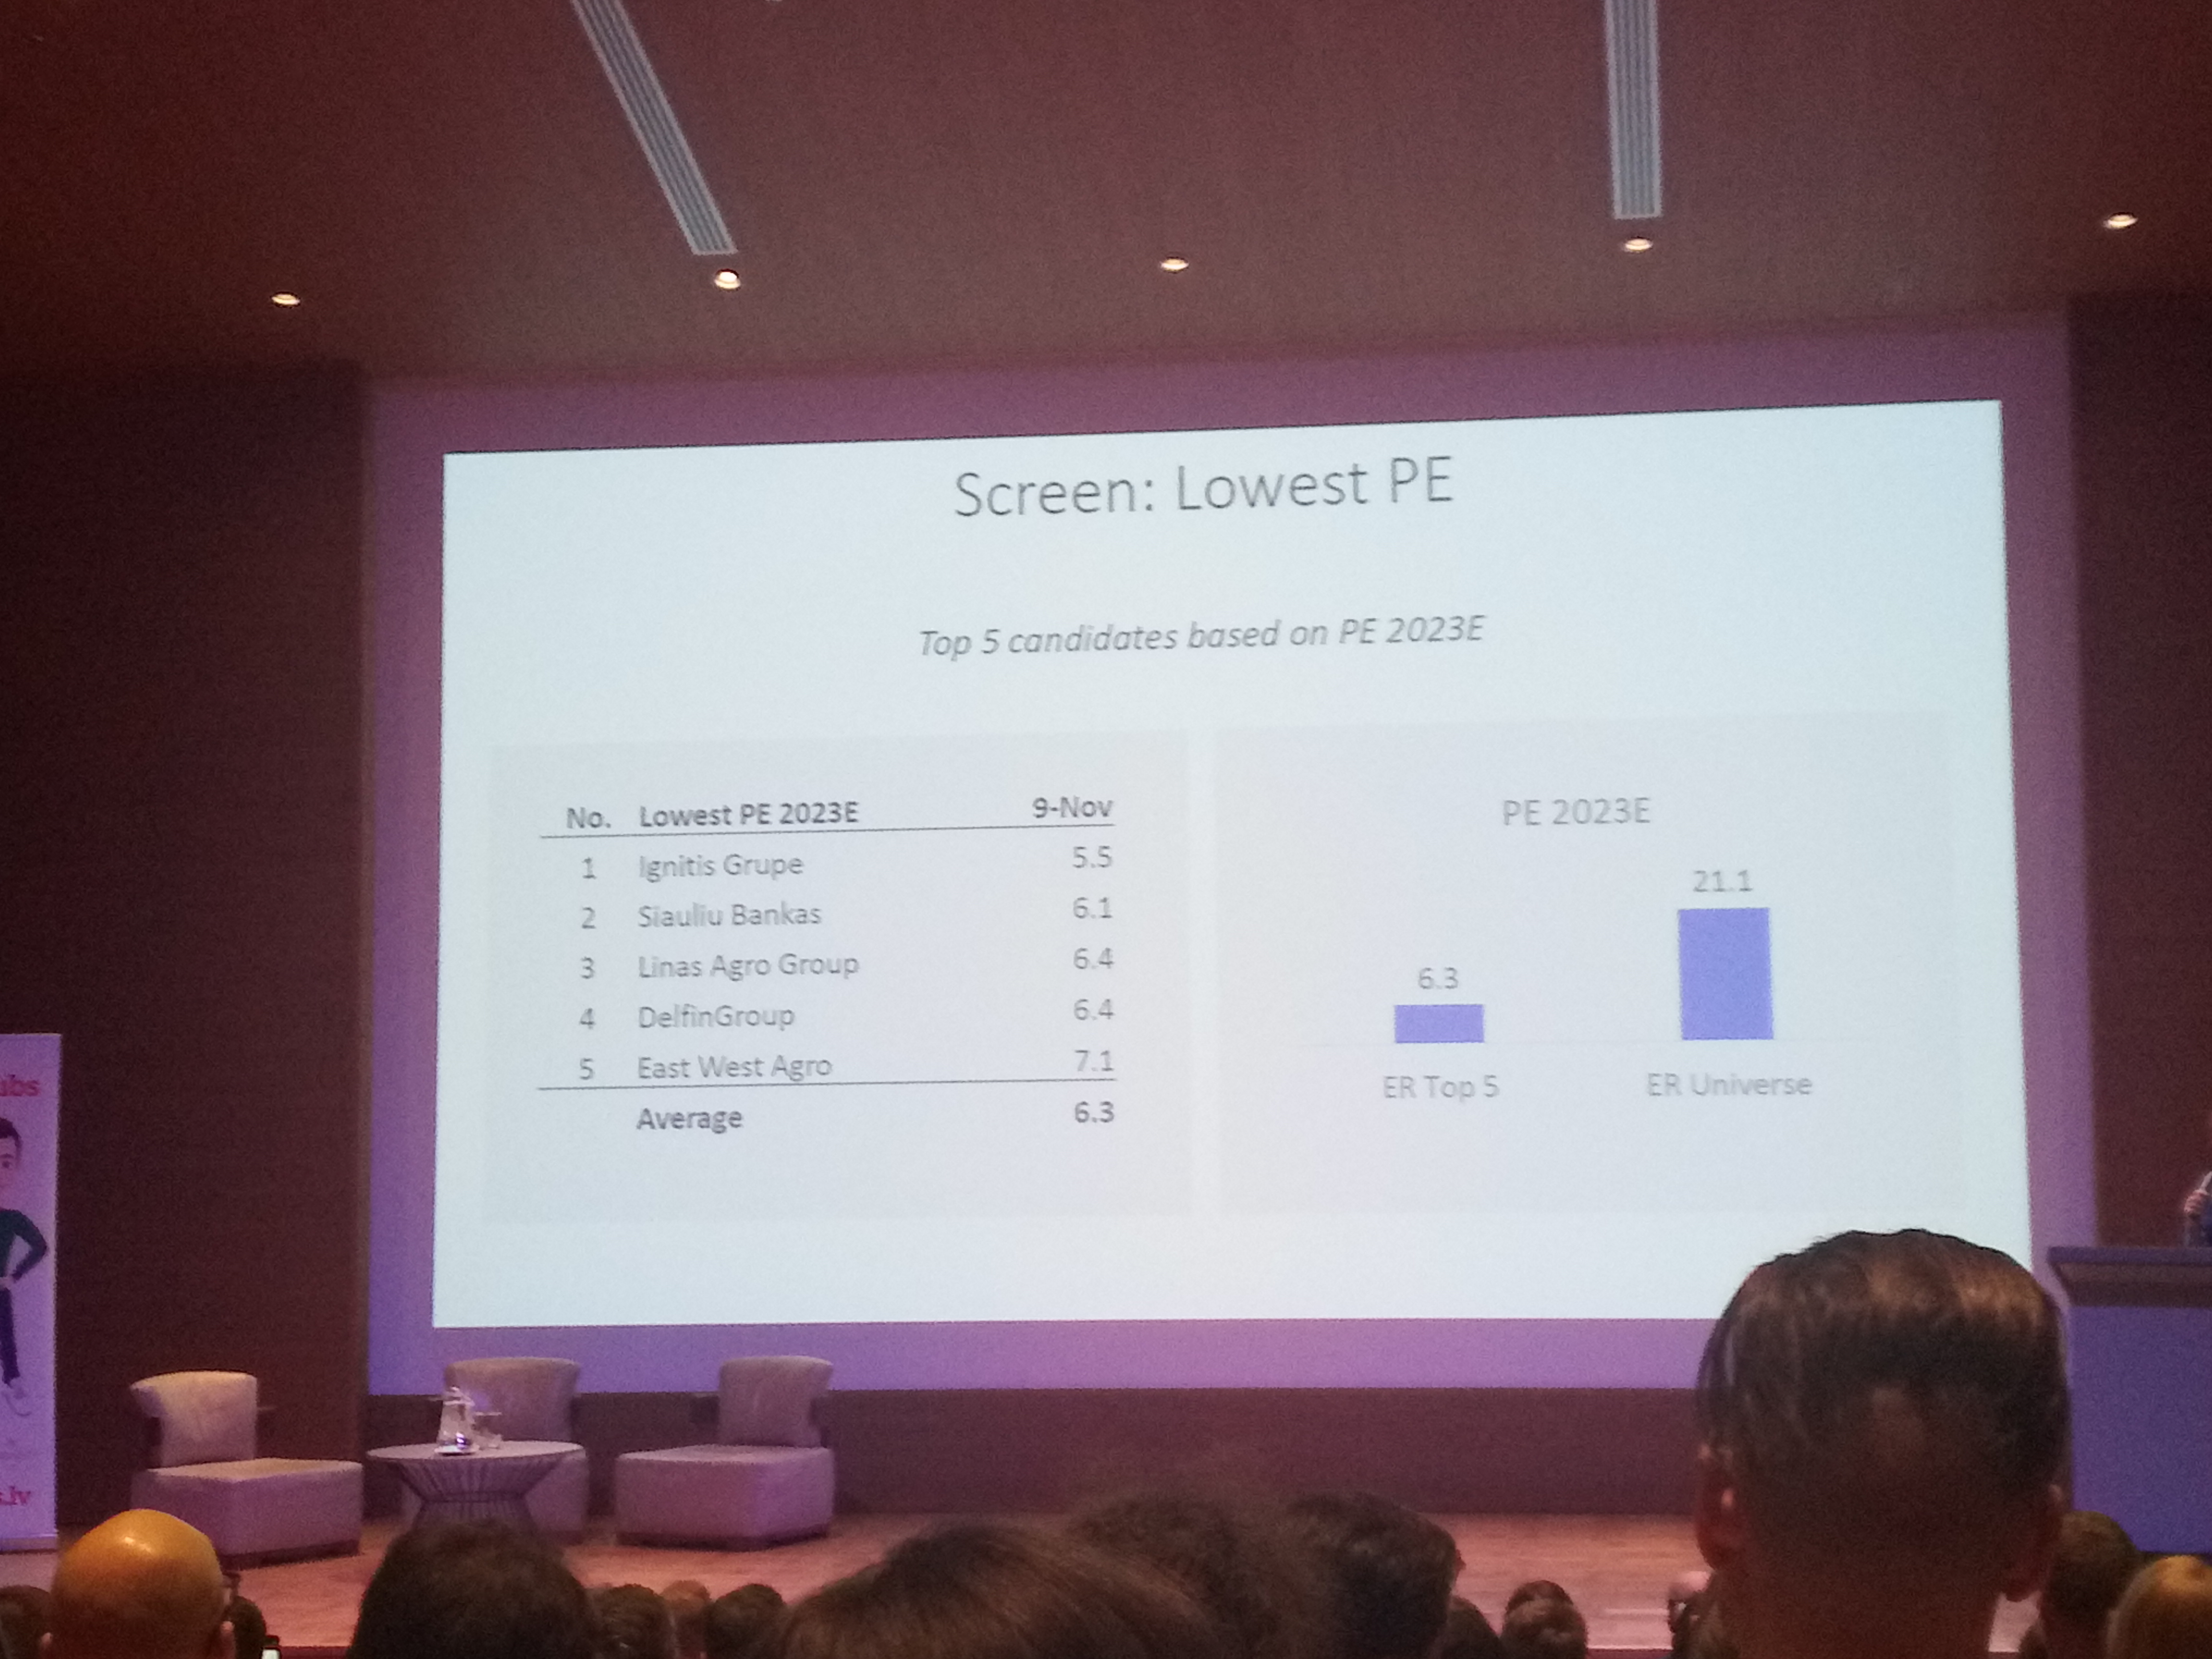 Screen: Lowest PE
Top 5 candidates based on PE 2023E
No. Lowest PE 2023E 9-Nov
1 Ignitis Grupe 5.5
2 Siauliu Bankas 6.1
3 Linas Agro Group 6.4
4 DelfinGroup 6.4
5 East West Agro 7.1
Average 6.3
PE 2023E
21.1
6.3
ER Top 5 ER Universe